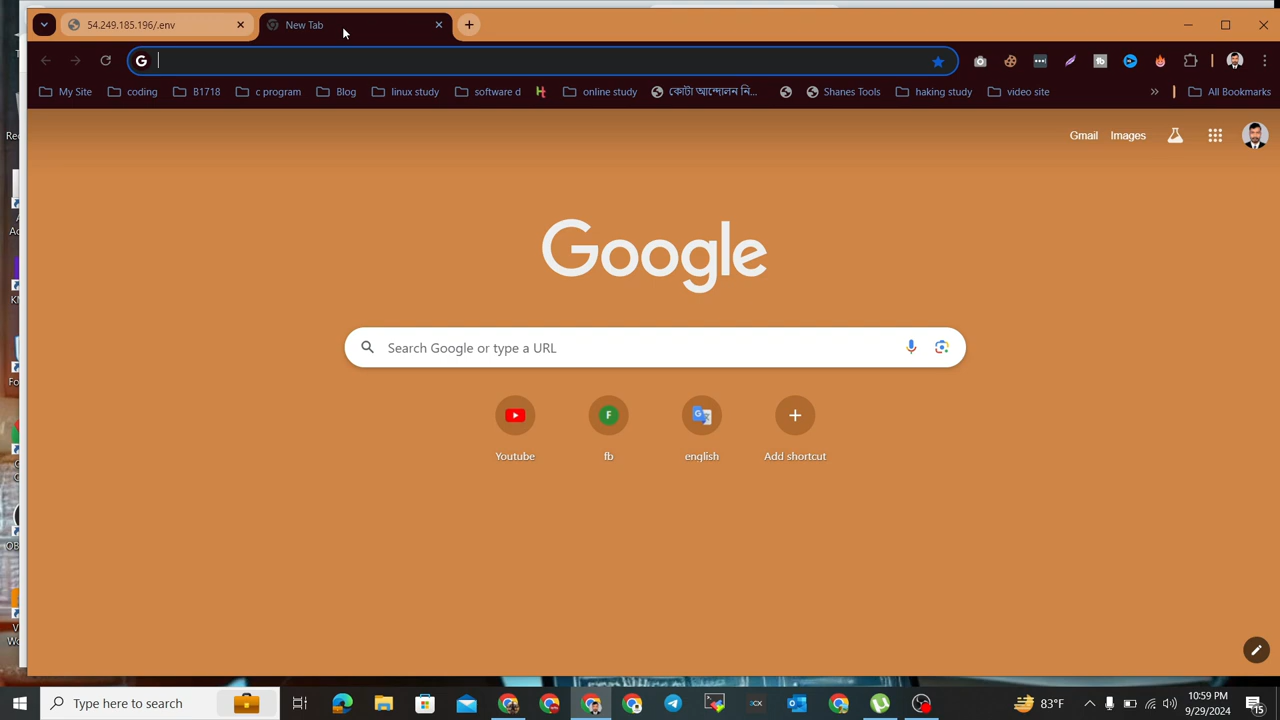 54.249.185.196/.env
New Tab
My Site
coding
B1718
c program
Blog
linux study
software d
online study
কোটা আন্দোলন নি...
Shanes Tools
haking study
video site
»
All Bookmarks
Gmail
Images
Google
Search Google or type a URL
Youtube
F
fb
english
Add shortcut
Type here to search
83°F
10:59 PM
9/29/2024
15